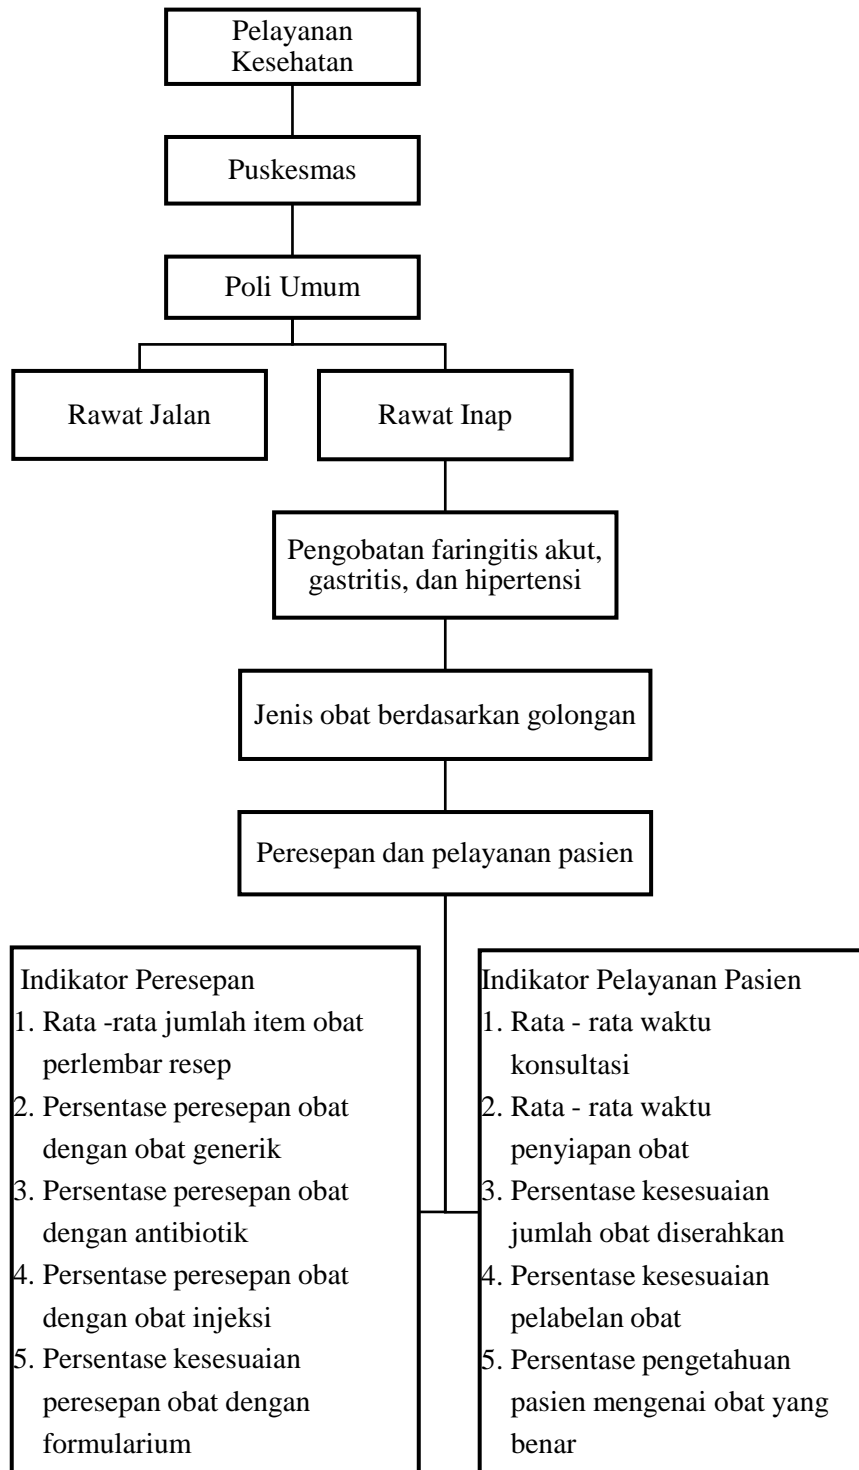 Pelayanan
Kesehatan
Puskesmas
Poli Umum
Rawat Jalan
Rawat Inap
Pengobatan faringitis akut,
gastritis, dan hipertensi
Jenis obat berdasarkan golongan
Peresepan dan pelayanan pasien
Indikator Peresepan
1. Rata -rata jumlah item obat
perlembar resep
2. Persentase peresepan obat
dengan obat generik
3. Persentase peresepan obat
dengan antibiotik
4. Persentase peresepan obat
dengan obat injeksi
5. Persentase kesesuaian
peresepan obat dengan
formularium
Indikator Pelayanan Pasien
1. Rata - rata waktu
konsultasi
2. Rata - rata waktu
penyiapan obat
3. Persentase kesesuaian
jumlah obat diserahkan
4. Persentase kesesuaian
pelabelan obat
5. Persentase pengetahuan
pasien mengenai obat yang
benar